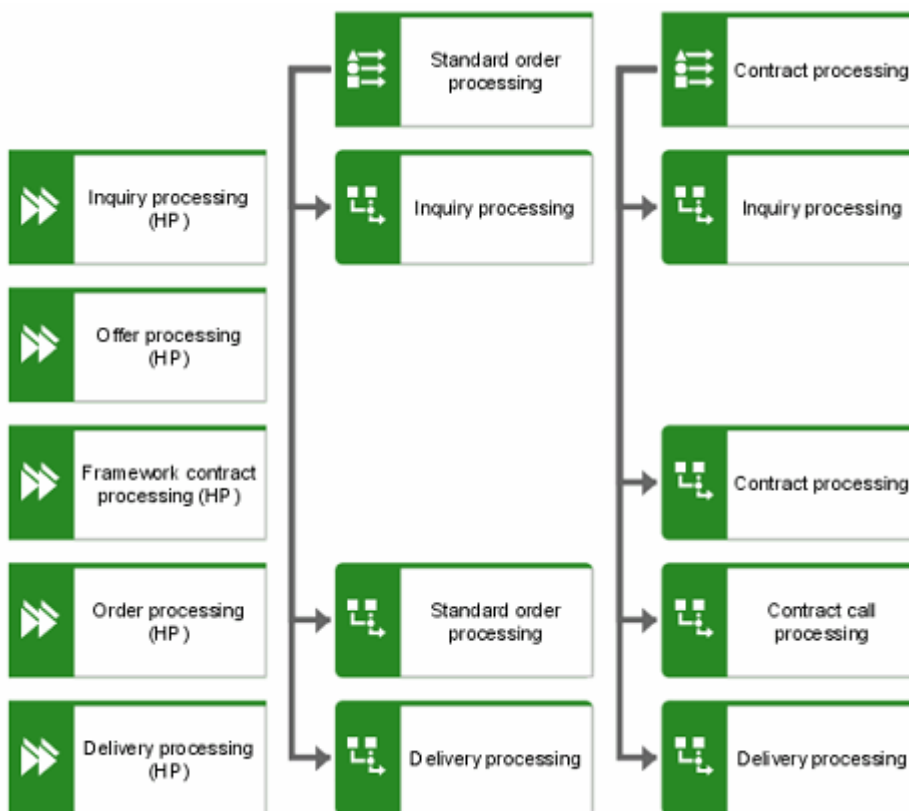 Standard order
processing
Contract processing
Inquiry processing
(HP)
Inquiry processing
Inquiry processing
Offer processing
(HP)
Framework contract
processing (HP)
Contract processing
Order processing
(HP)
Standard order
processing
Contract call
processing
Delivery processing
(HP)
Delivery processing
Delivery processing